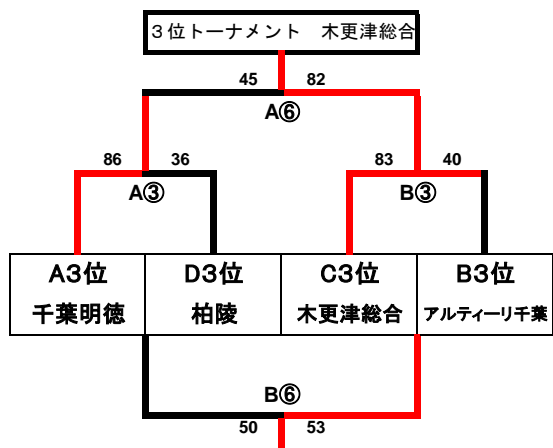 ３位トーナメント　木更津総合
45 82
A⑥
86 36 83 40
A③ B③
A3位 D3位 C3位 B3位
千葉明徳 柏陵 木更津総合 アルティーリ千葉
B⑥
50 53